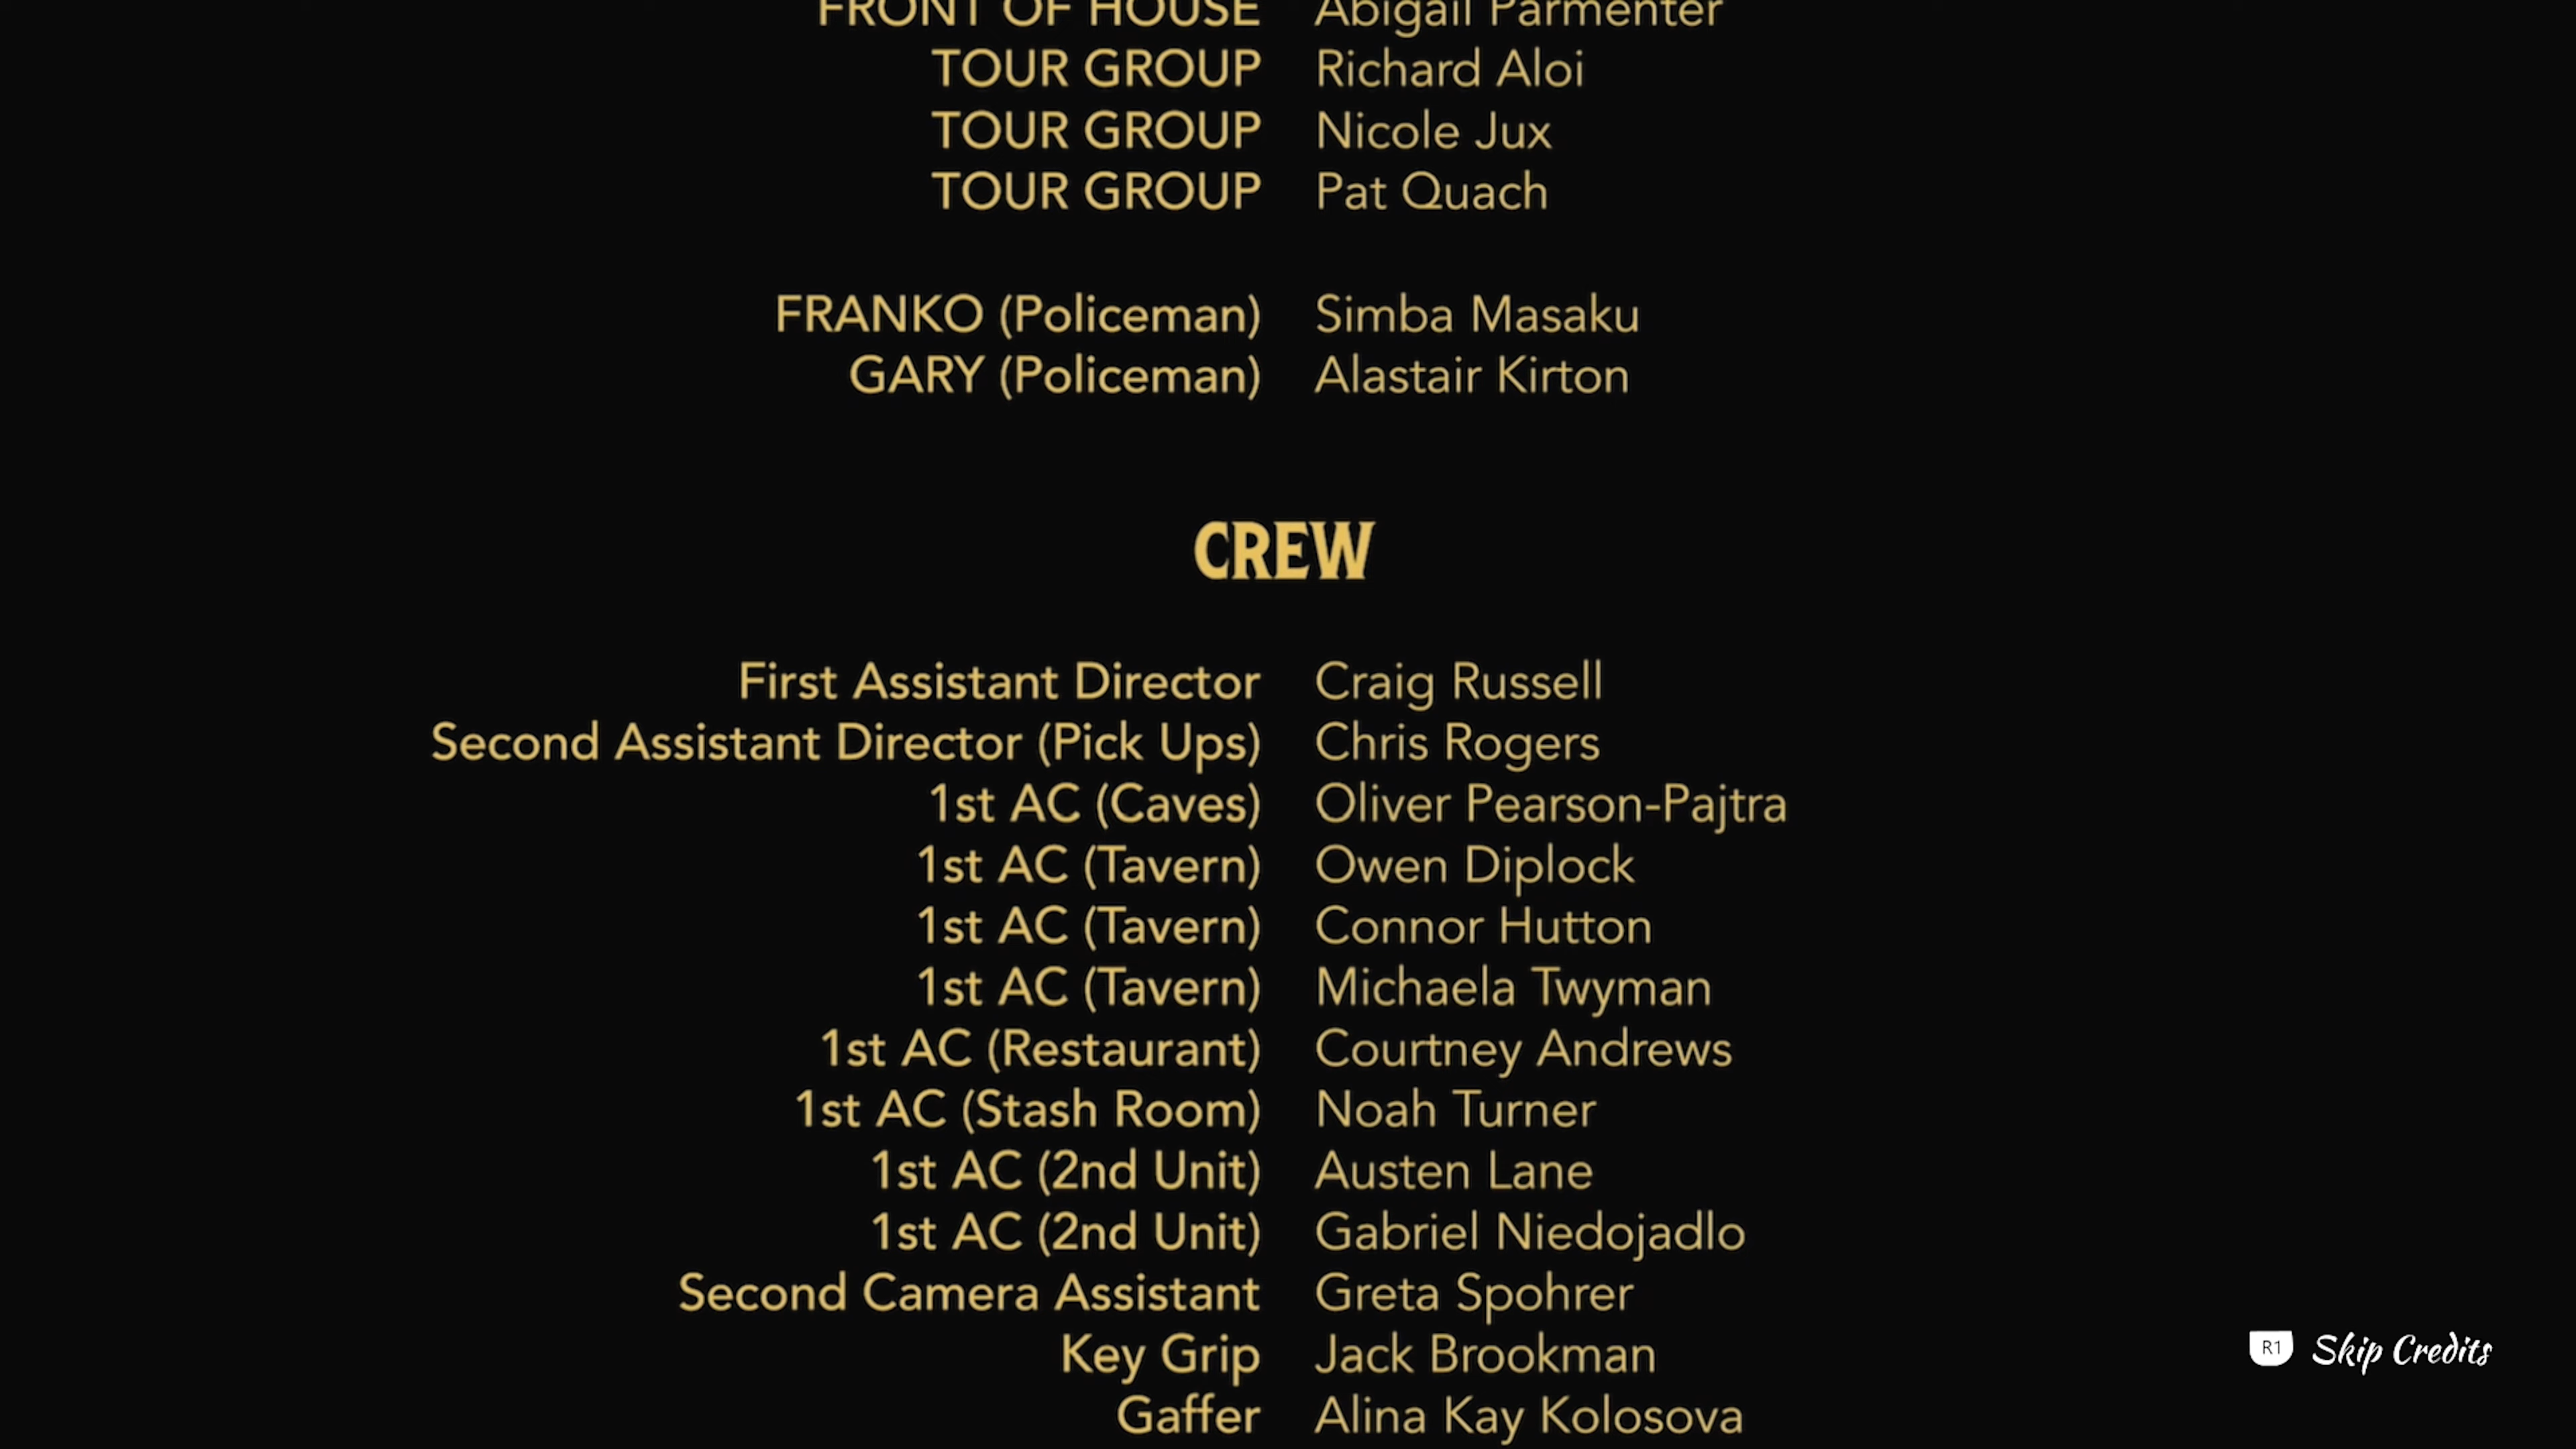 FRONT OF HOUSE Abigail Parmenter
TOUR GROUP Richard Aloi
TOUR GROUP Nicole Jux
TOUR GROUP Pat Quach
FRANKO (Policeman) Simba Masaku
GARY (Policeman) Alastair Kirton
CREW
First Assistant Director Craig Russell
Second Assistant Director (Pick Ups) Chris Rogers
1st AC (Caves) Oliver Pearson-Pajtra
1st AC (Tavern) Owen Diplock
1st AC (Tavern) Connor Hutton
1st AC (Tavern) Michaela Twyman
1st AC (Restaurant) Courtney Andrews
1st AC (Stash Room) Noah Turner
1st AC (2nd Unit) Austen Lane
1st AC (2nd Unit) Gabriel Niedojadlo
Second Camera Assistant Greta Spohrer
Key Grip Jack Brookman
R1 Skip Credits
Gaffer Alina Kay Kolosova